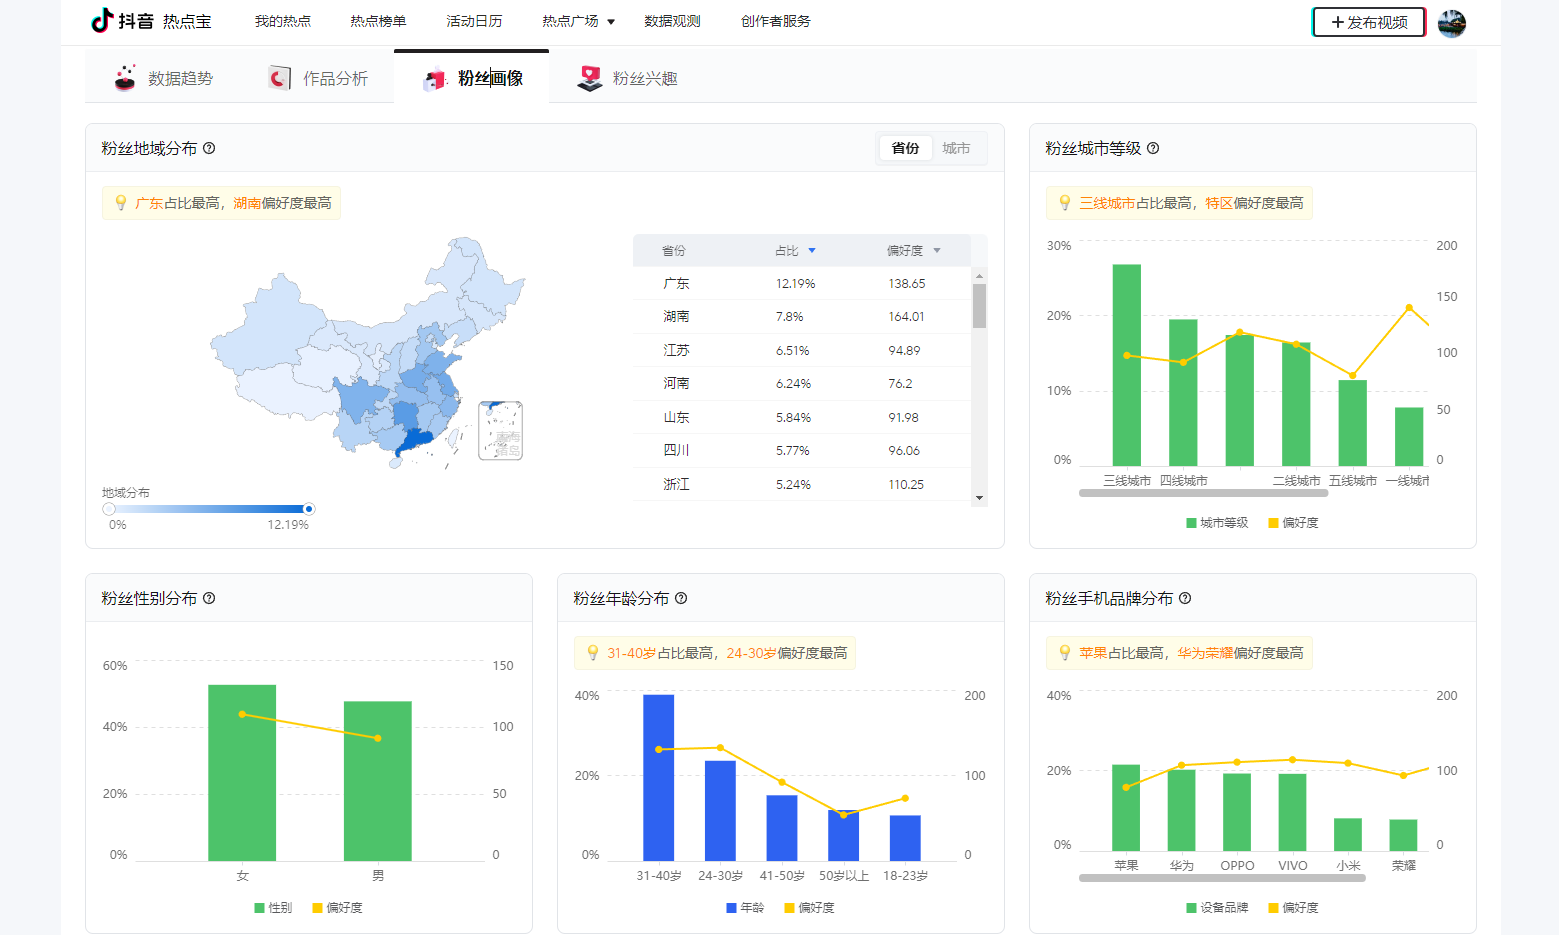 抖音 热点宝 我的热点 热点榜单 活动日历 热点广场 数据观测 创作者服务 发布视频
数据趋势 作品分析 粉丝画像 粉丝兴趣
粉丝地域分布
省份 城市
广东占比最高，湖南偏好度最高
省份 占比 偏好度
广东 12.19% 138.65
湖南 7.8% 164.01
江苏 6.51% 94.89
河南 6.24% 76.2
山东 5.84% 91.98
四川 5.77% 96.06
浙江 5.24% 110.25
南海
诸岛
地域分布
0% 12.19%
粉丝城市等级
三线城市占比最高，特区偏好度最高
30% 200
150
20%
100
10%
50
0% 0
三线城市 四线城市 二线城市 五线城市 一线城市
城市等级 偏好度
粉丝性别分布
60% 150
40% 100
20% 50
0% 0
女 男
性别 偏好度
粉丝年龄分布
31-40岁占比最高，24-30岁偏好度最高
40% 200
20% 100
0% 0
31-40岁 24-30岁 41-50岁 50岁以上 18-23岁
年龄 偏好度
粉丝手机品牌分布
苹果占比最高，华为荣耀偏好度最高
40% 200
20% 100
0% 0
苹果 华为 OPPO VIVO 小米 荣耀
设备品牌 偏好度